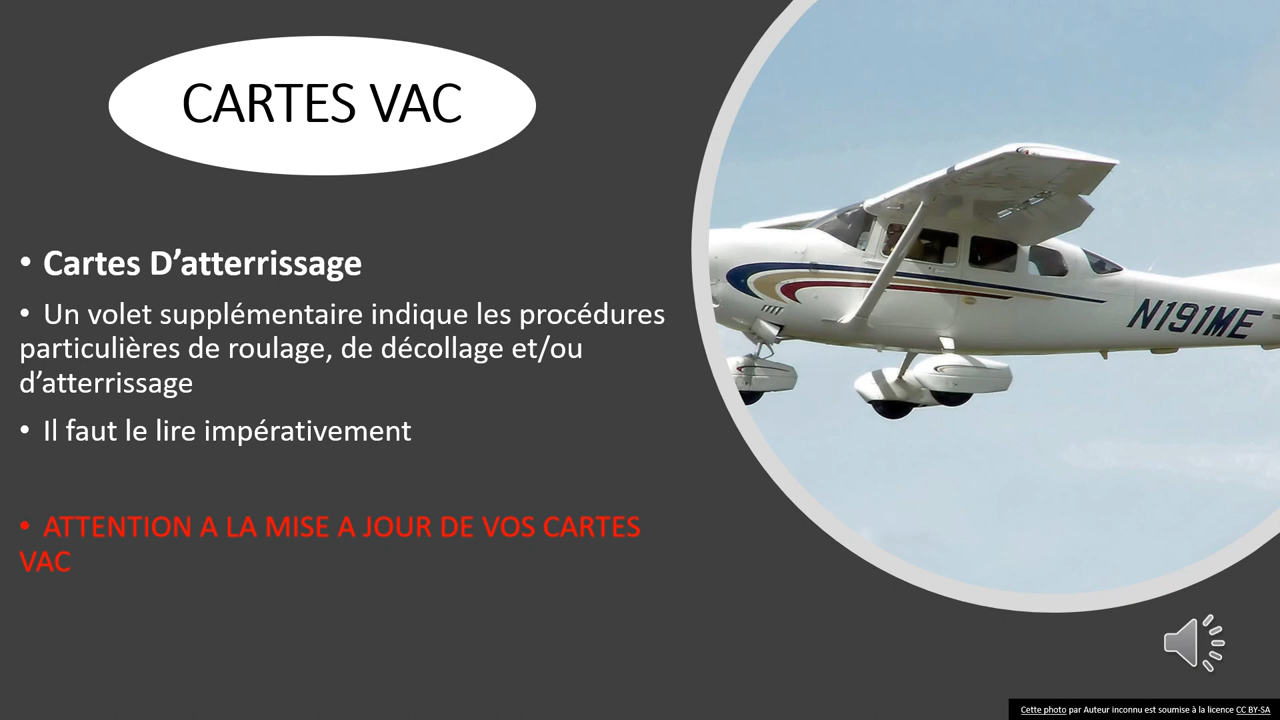 CARTES VAC
• Cartes D’atterrissage
• Un volet supplémentaire indique les procédures
particulières de roulage, de décollage et/ou
d’atterrissage
• Il faut le lire impérativement
• ATTENTION A LA MISE A JOUR DE VOS CARTES
VAC
N191ME
Cette photo par Auteur inconnu est soumise à la licence CC BY-SA